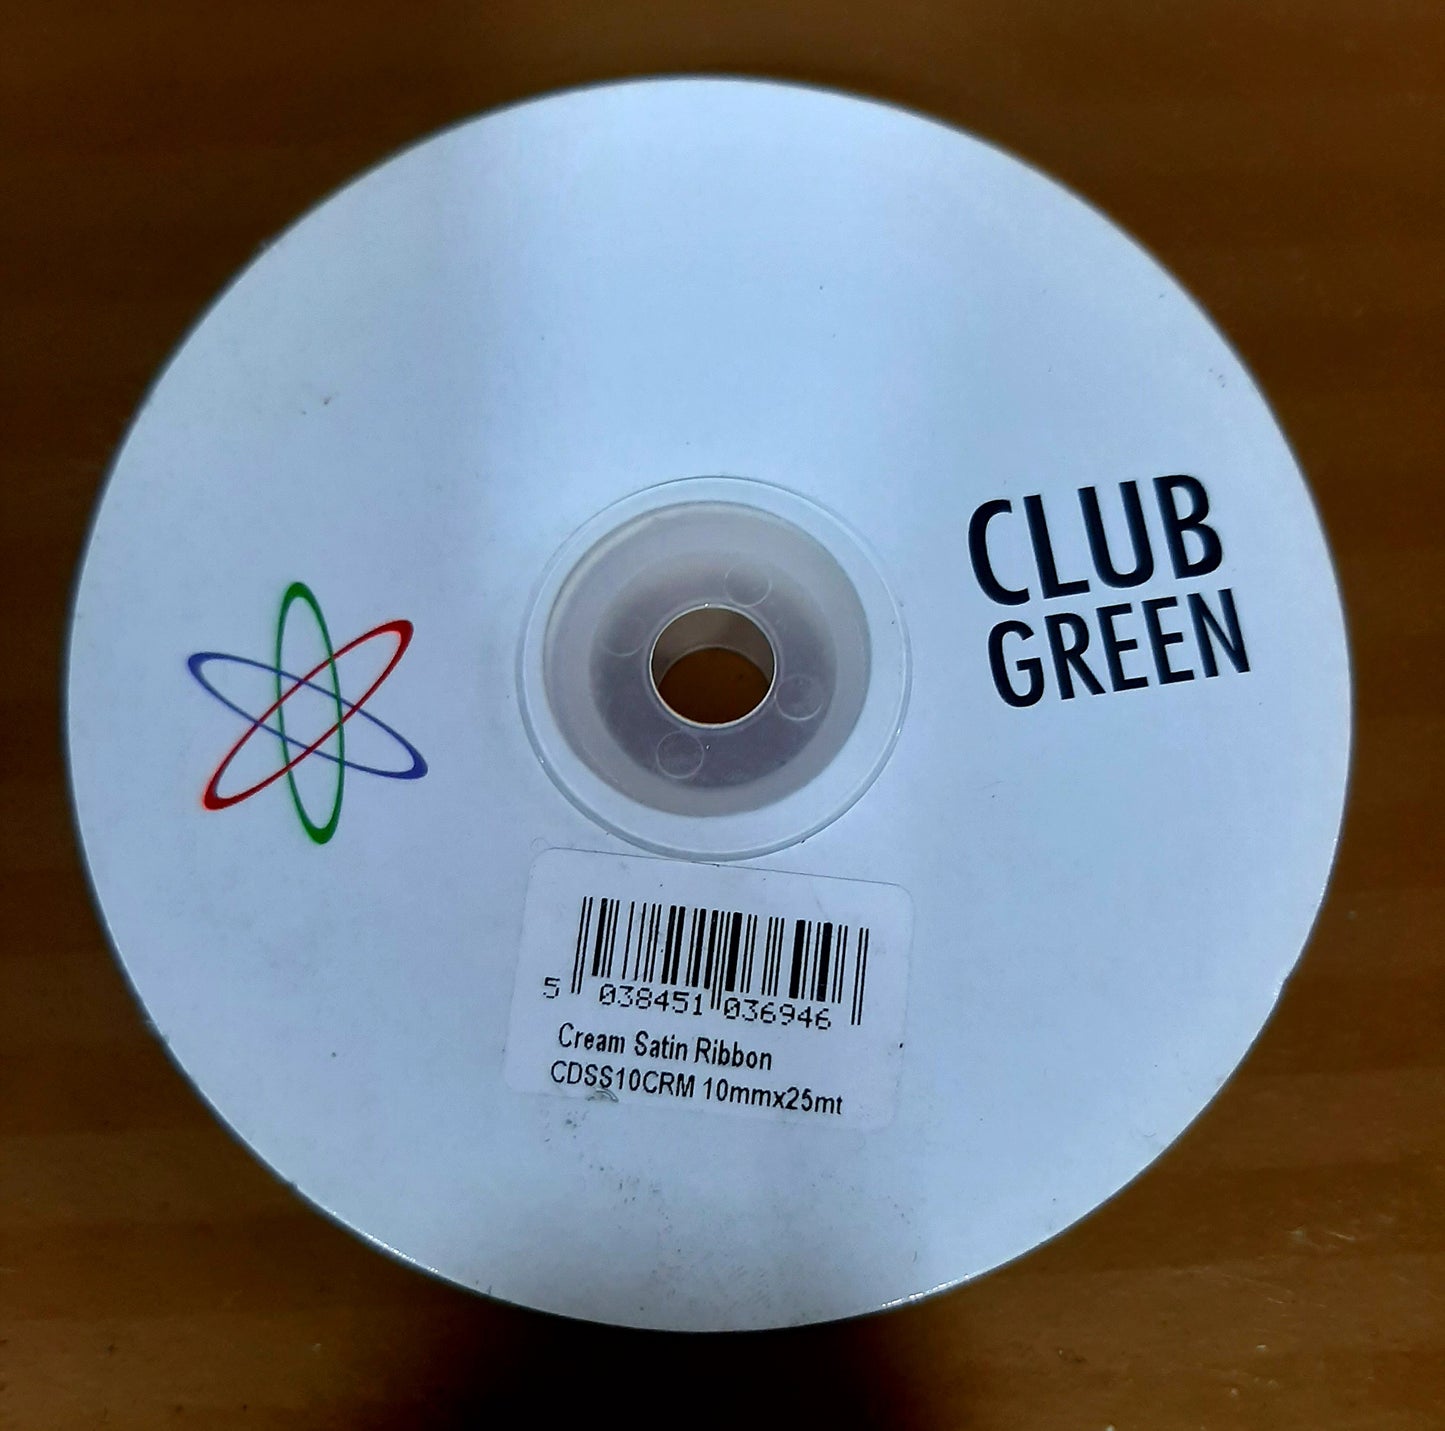 CLUB
GREEN
5 038451 036946
Cream Satin Ribbon
CDSS10CRM 10mmx25mt